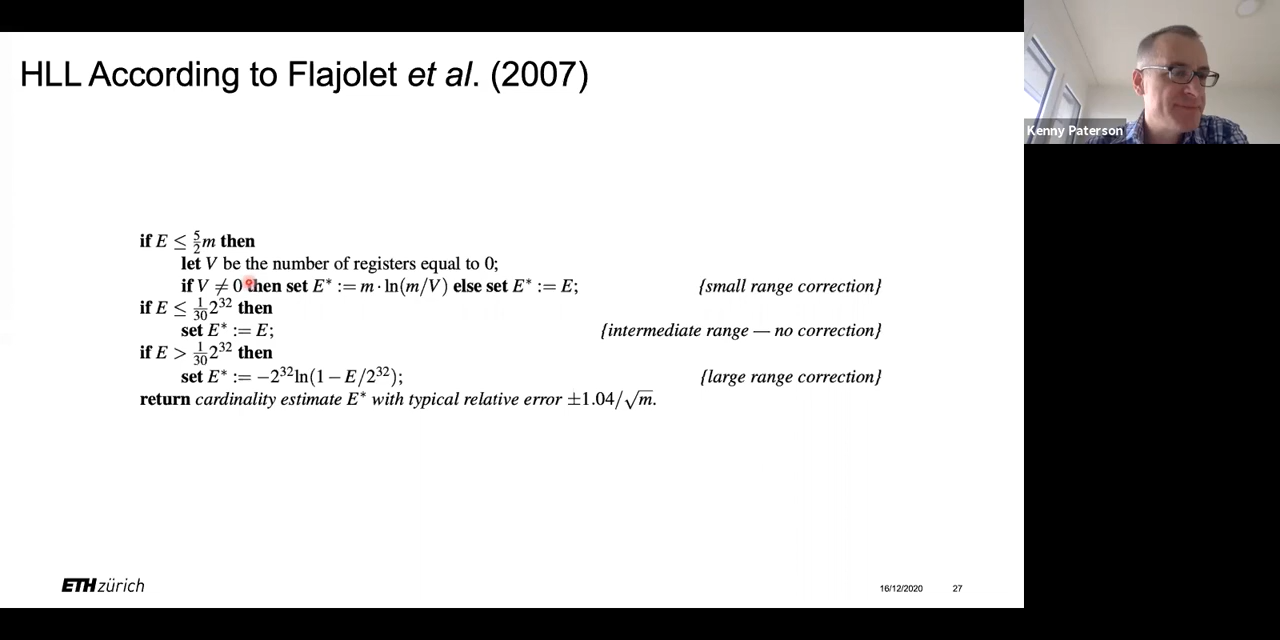 HLL According to Flajolet et al. (2007)
Kenny Paterson
if E ≤ 5/2 m then
let V be the number of registers equal to 0;
if V ≠ 0 then set E* := m · ln(m/V) else set E* := E; {small range correction}
if E ≤ 1/30 2^32 then
set E* := E; {intermediate range — no correction}
if E > 1/30 2^32 then
set E* := −2^32 ln(1 − E/2^32); {large range correction}
return cardinality estimate E* with typical relative error ±1.04/√m.
ETH zürich
16/12/2020 27